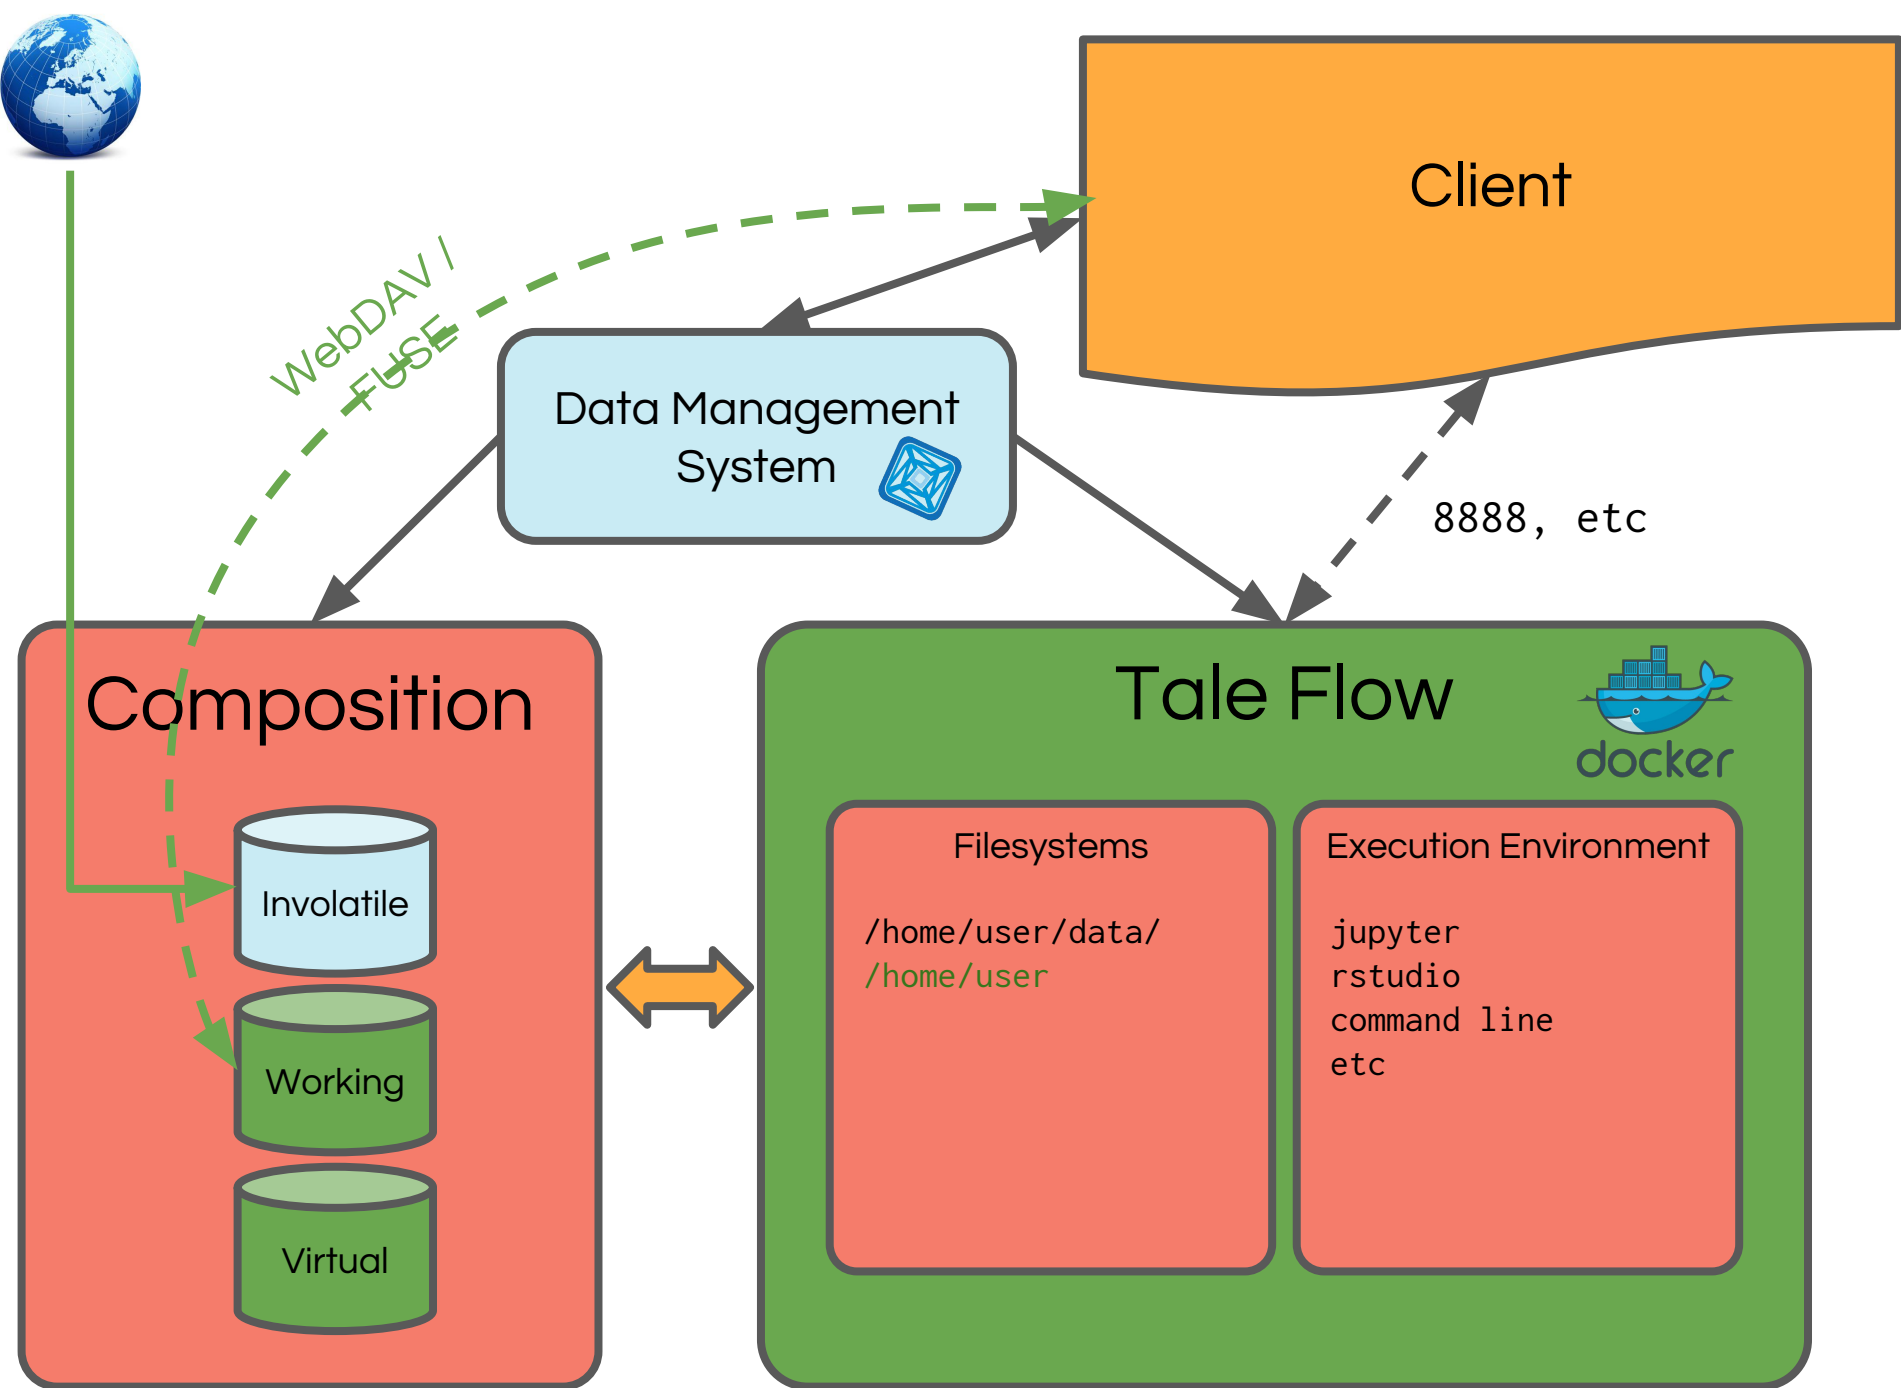 Client
WebDAV /
FUSE
Data Management
System
8888, etc
Composition
Involatile
Working
Virtual
Tale Flow
docker
Filesystems
/home/user/data/
/home/user
Execution Environment
jupyter
rstudio
command line
etc